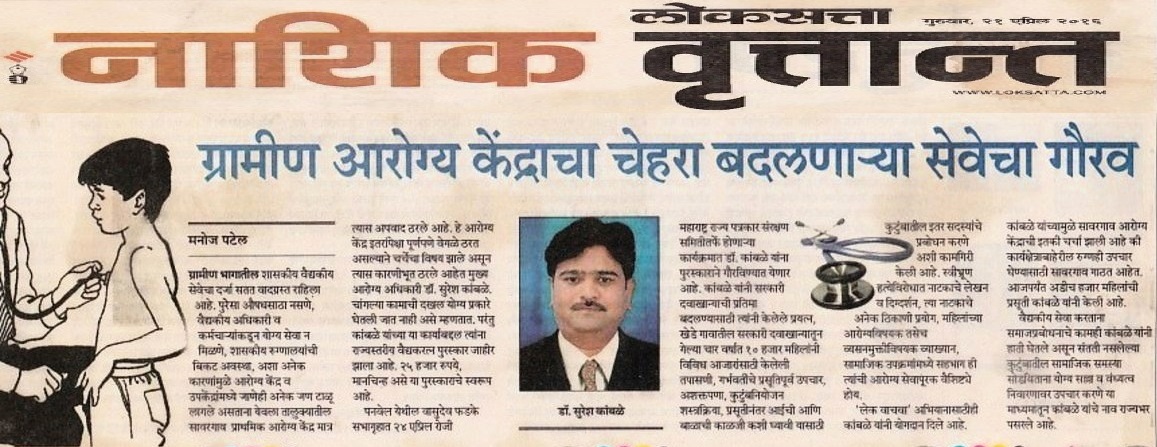 लोकसत्ता
गुरुवार, २१ एप्रिल २०१६
नाशिक वृत्तान्त
WWW.LOKSATTA.COM
ग्रामीण आरोग्य केंद्राचा चेहरा बदलणाऱ्या सेवेचा गौरव
मनोज पटेल
ग्रामीण भागातील शासकीय वैद्यकीय
सेवेचा दर्जा सतत वादग्रस्त राहिला
आहे. पुरेसा औषधसाठा नसणे,
वैद्यकीय अधिकारी व
कर्मचाऱ्यांकडून योग्य सेवा न
मिळणे, शासकीय रुग्णालयांची
बिकट अवस्था, अशा अनेक
कारणांमुळे आरोग्य केंद्र व
उपकेंद्रांमध्ये जाणेही अनेक जण टाळू
लागले असताना येवला तालुक्यातील
सावरगाव प्राथमिक आरोग्य केंद्र मात्र
त्यास अपवाद ठरले आहे. हे आरोग्य
केंद्र इतरांपेक्षा पूर्णपणे वेगळे ठरत
असल्याने चर्चेचा विषय झाले असून
त्यास कारणीभूत ठरले आहेत मुख्य
आरोग्य अधिकारी डॉ. सुरेश कांबळे.
चांगल्या कामाची दखल योग्य प्रकारे
घेतली जात नाही असे म्हणतात. परंतु
कांबळे यांच्या या कार्याबद्दल त्यांना
राज्यस्तरीय वैद्यकरत्न पुरस्कार जाहीर
झाला आहे. २५ हजार रुपये,
मानचिन्ह असे या पुरस्काराचे स्वरूप
आहे.
पनवेल येथील वासुदेव फडके
सभागृहात २४ एप्रिल रोजी
डॉ. सुरेश कांबळे
महाराष्ट्र राज्य पत्रकार संरक्षण
समितीतर्फे होणाऱ्या
कार्यक्रमात डॉ. कांबळे यांना
पुरस्काराने गौरविण्यात येणार
आहे. कांबळे यांनी सरकारी
दवाखान्याची प्रतिमा
बदलण्यासाठी त्यांनी केलेले प्रयत्न,
खेडे गावातील सरकारी दवाखान्यातून
गेल्या चार वर्षात १० हजार महिलांनी
विविध आजारांसाठी केलेली
तपासणी, गर्भवतींचे प्रसूतिपूर्व उपचार,
अशक्तपणा, कुटुंबनियोजन
शस्त्रक्रिया, प्रसूतीनंतर आईची आणि
बाळाची काळजी कशी घ्यावी यासाठी
कुटुंबातील इतर सदस्यांचे
प्रबोधन करणे
अशी कामगिरी
केली आहे. स्त्रीभ्रूण
हत्येविरोधात नाटकाचे लेखन
व दिग्दर्शन, त्या नाटकाचे
अनेक ठिकाणी प्रयोग, महिलांच्या
आरोग्यविषयक तसेच
व्यसनमुक्तीविषयक व्याख्यान,
सामाजिक उपक्रमांमध्ये सहभाग ही
त्यांची आरोग्य सेवापूरक वैशिष्ट्ये
होत.
'लेक वाचवा' अभियानासाठीही
कांबळे यांनी योगदान दिले आहे.
कांबळे यांच्यामुळे सावरगाव आरोग्य
केंद्राची इतकी चर्चा झाली आहे की
कार्यक्षेत्राबाहेरील रुग्णही उपचार
घेण्यासाठी सावरगाव गाठत आहेत.
आजपर्यंत अडीच हजार महिलांची
प्रसूती कांबळे यांनी केली आहे.
वैद्यकीय सेवा करताना
समाजप्रबोधनाचे कामही कांबळे यांनी
हाती घेतले असून संतती नसलेल्या
कुटुंबातील सामाजिक समस्या
योग्य सल्ला व वंध्यत्व
निवारणावर उपचार करणे या
माध्यमातून कांबळे यांचे नाव राज्यभर
पसरले आहे.